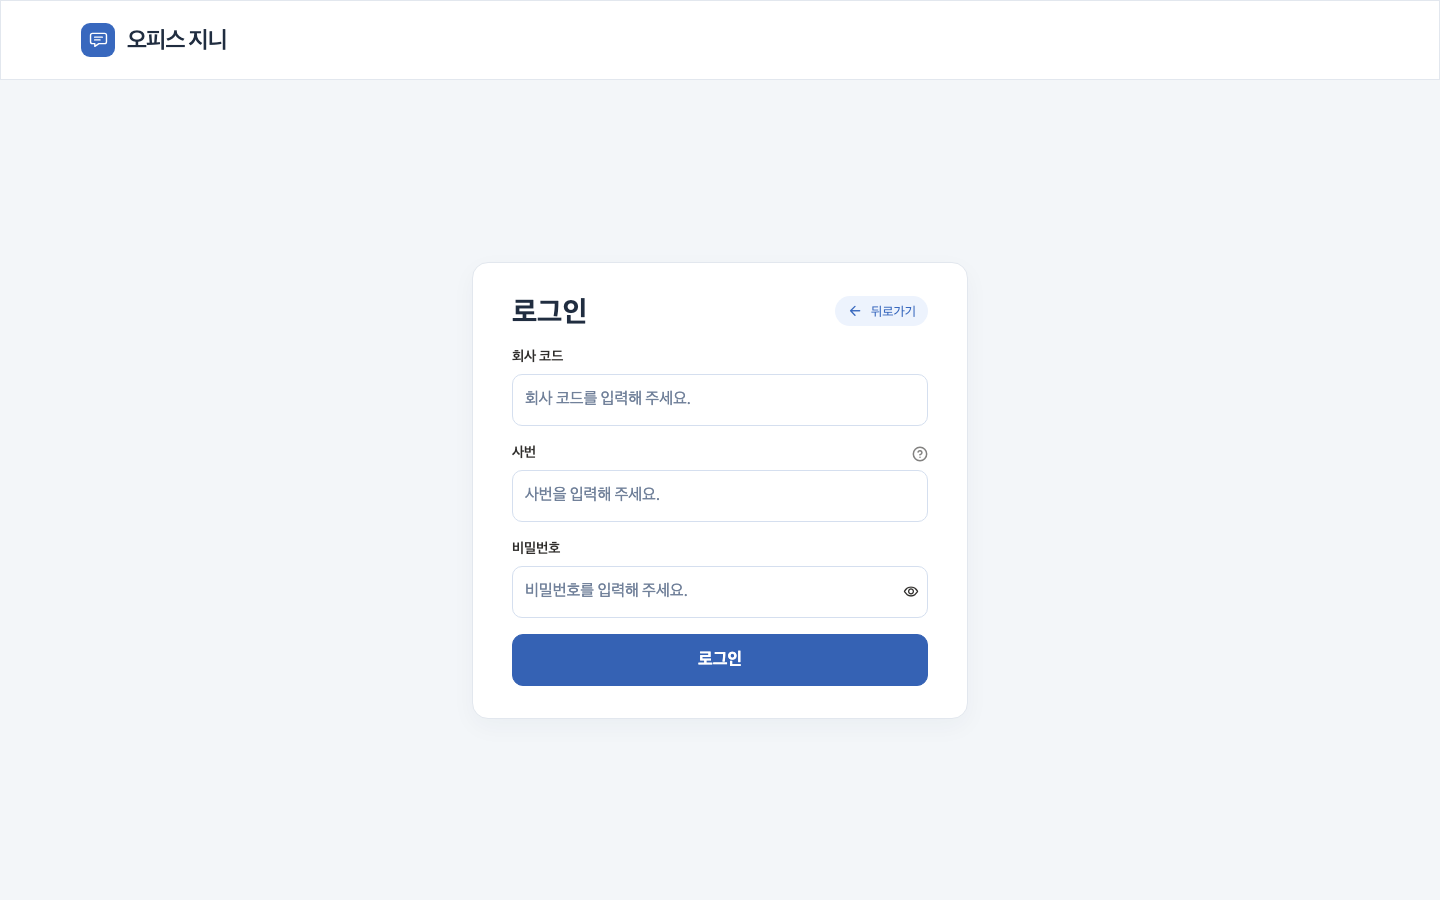 오피스 지니
로그인
뒤로가기
회사 코드
회사 코드를 입력해 주세요.
사번
사번을 입력해 주세요.
비밀번호
비밀번호를 입력해 주세요.
로그인